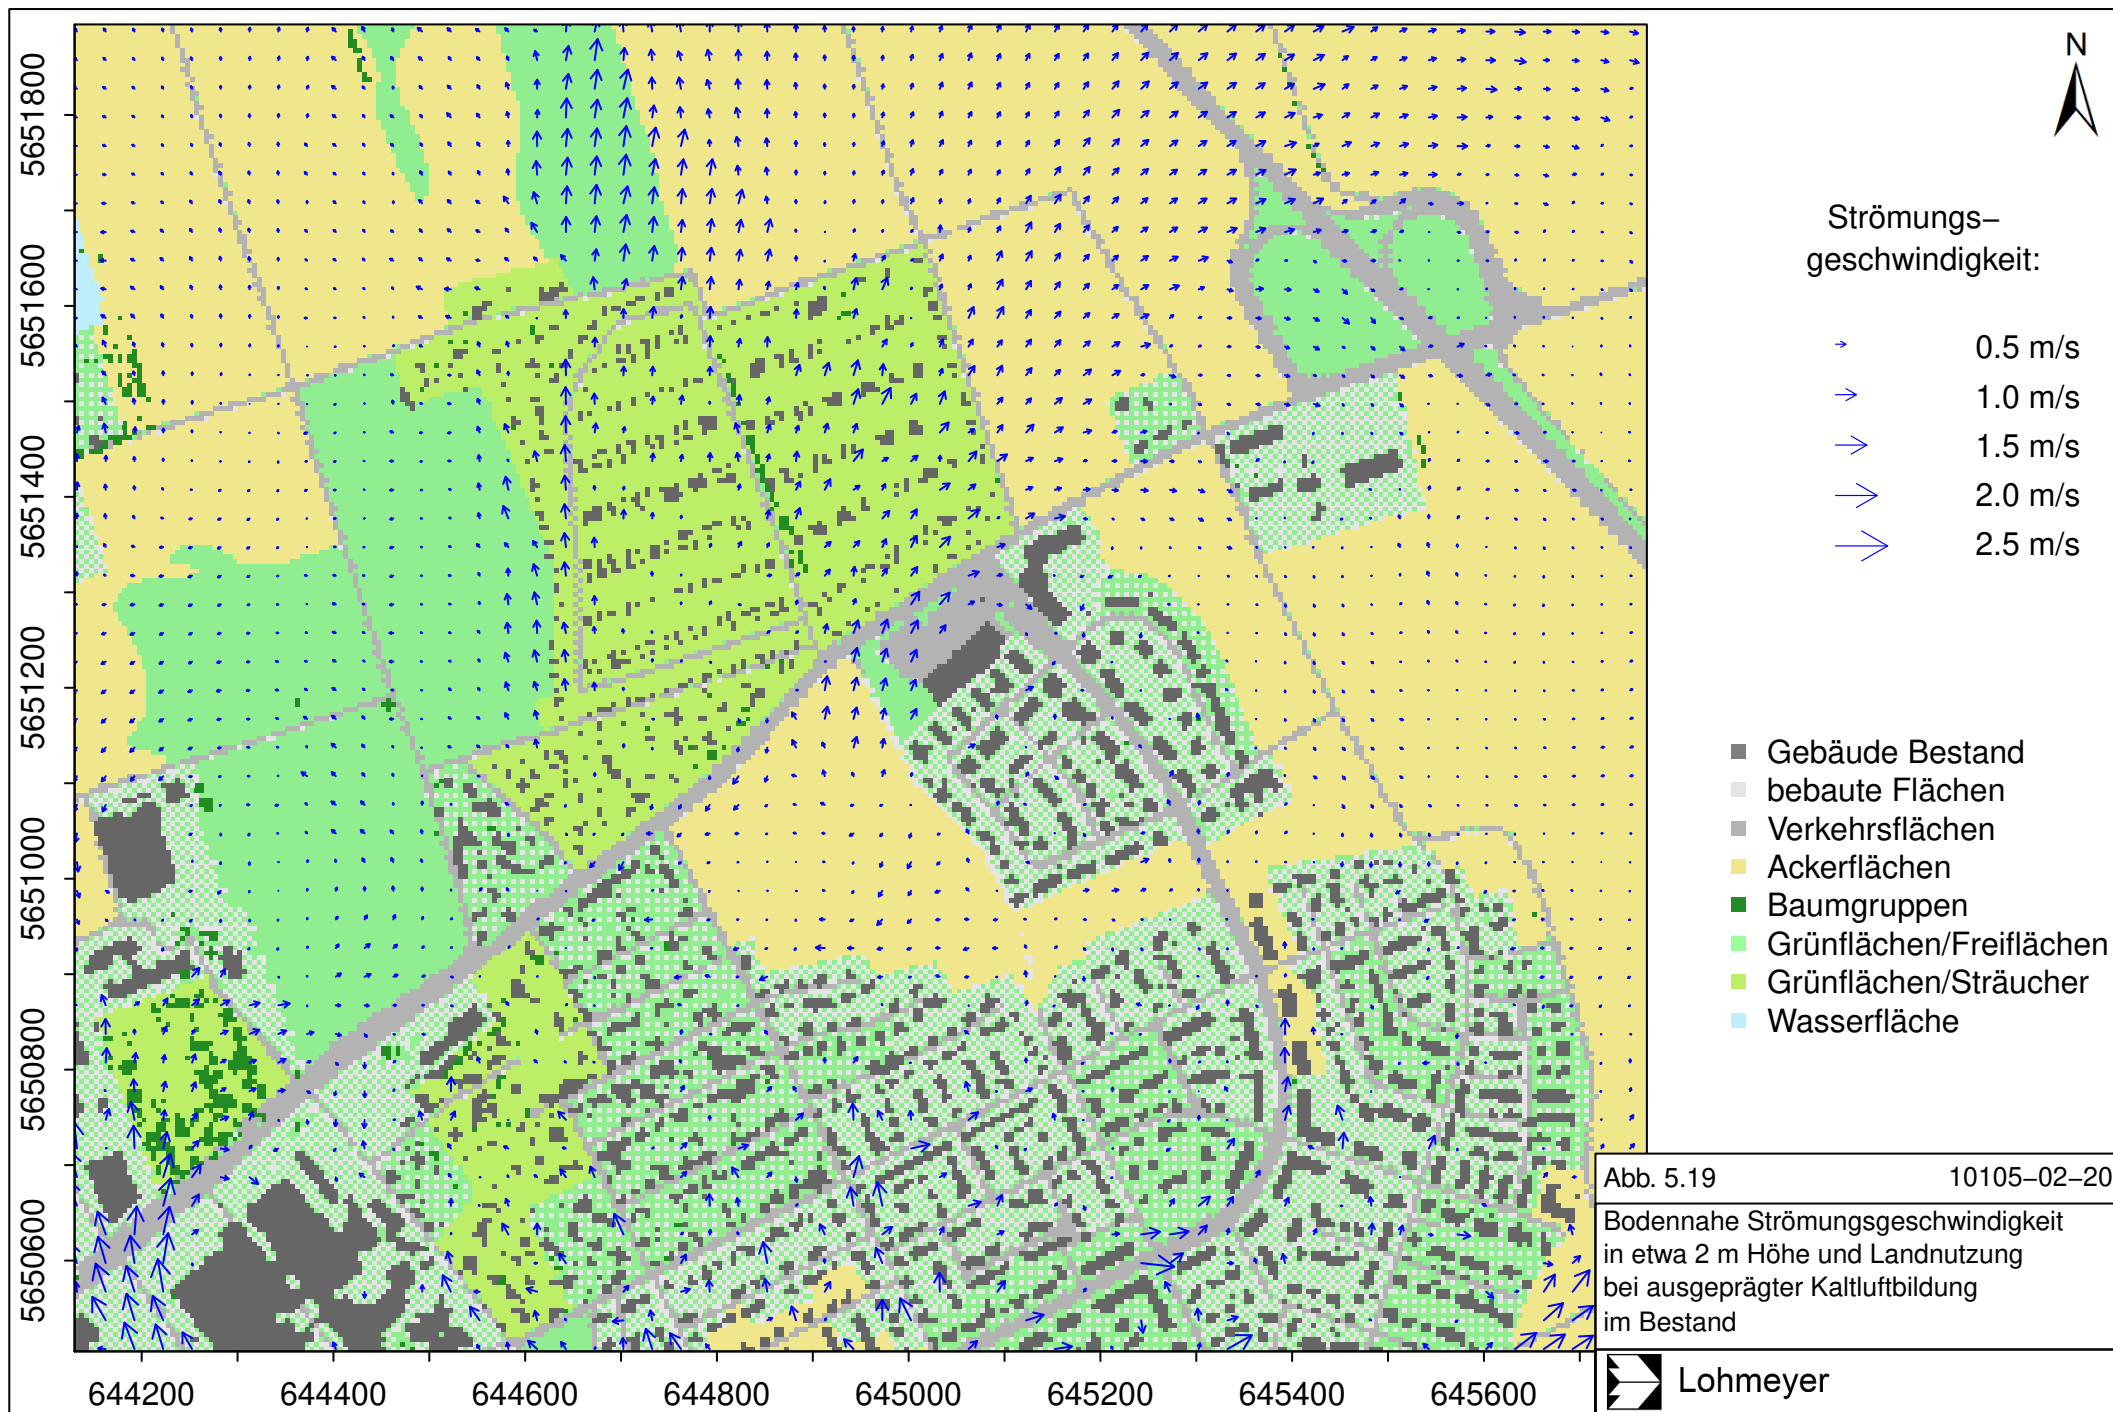 N
Strömungs–
geschwindigkeit:
0.5 m/s
1.0 m/s
1.5 m/s
2.0 m/s
2.5 m/s
Gebäude Bestand
bebaute Flächen
Verkehrsflächen
Ackerflächen
Baumgruppen
Grünflächen/Freiflächen
Grünflächen/Sträucher
Wasserfläche
5651800
5651600
5651400
5651200
5651000
5650800
5650600
644200 644400 644600 644800 645000 645200 645400 645600
Abb. 5.19 10105–02–20
Bodennahe Strömungsgeschwindigkeit
in etwa 2 m Höhe und Landnutzung
bei ausgeprägter Kaltluftbildung
im Bestand
Lohmeyer